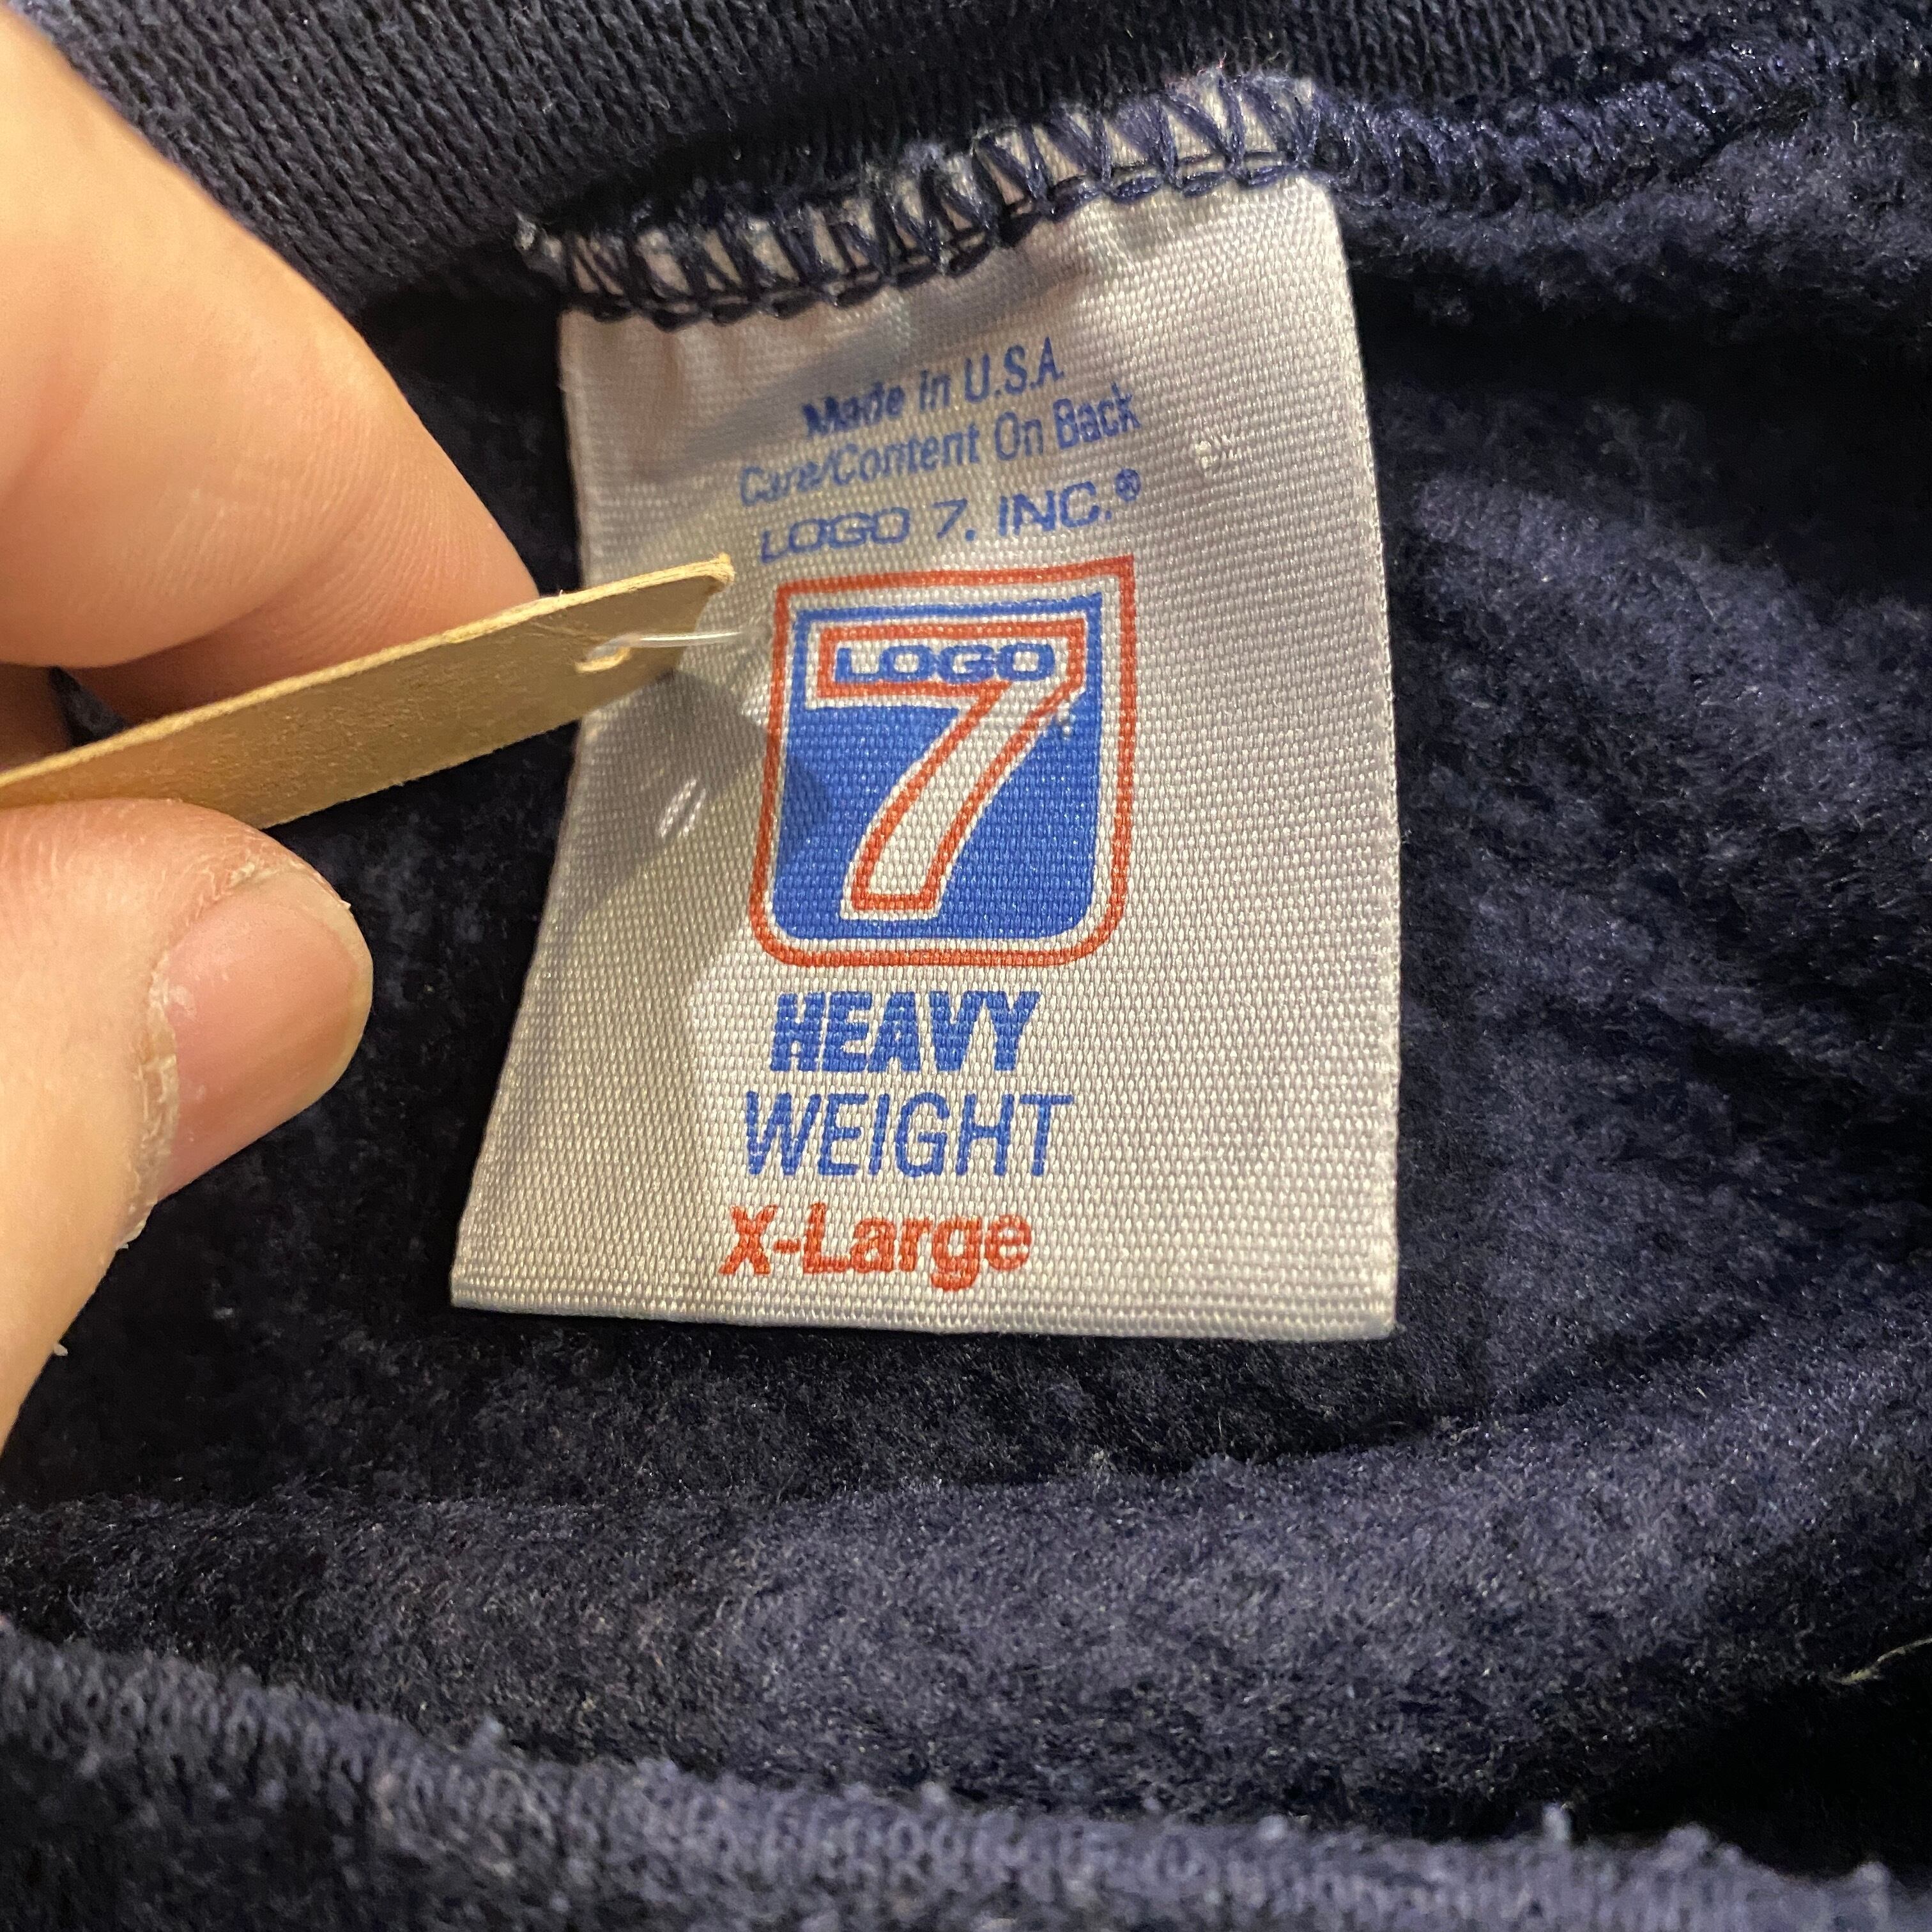 Made in U.S.A.
Care/Content On Back
LOGO 7, INC.®
LOGO
7
HEAVY
WEIGHT
X-Large